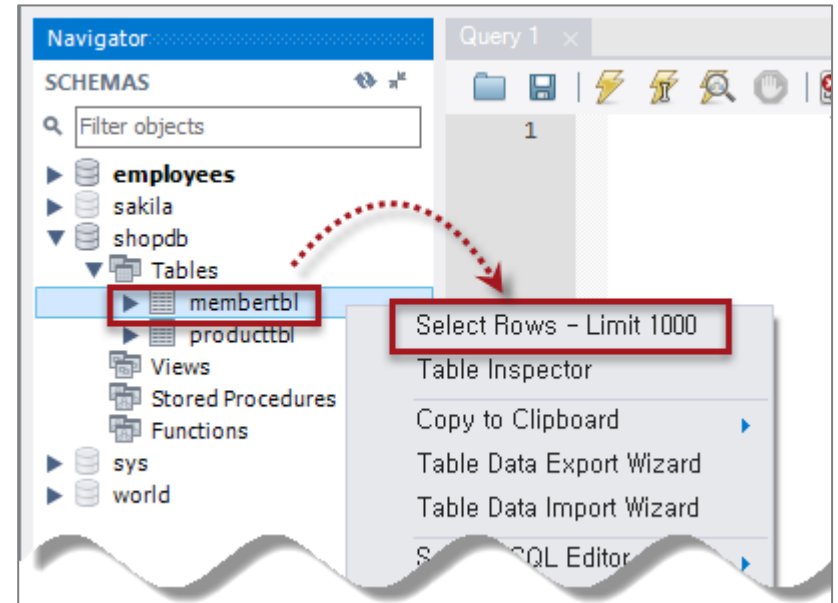 Navigator
Query 1
SCHEMAS
Filter objects
1
employees
sakila
shopdb
Tables
membertbl
producttbl
Views
Stored Procedures
Functions
sys
world
Select Rows - Limit 1000
Table Inspector
Copy to Clipboard
Table Data Export Wizard
Table Data Import Wizard
SQL Editor